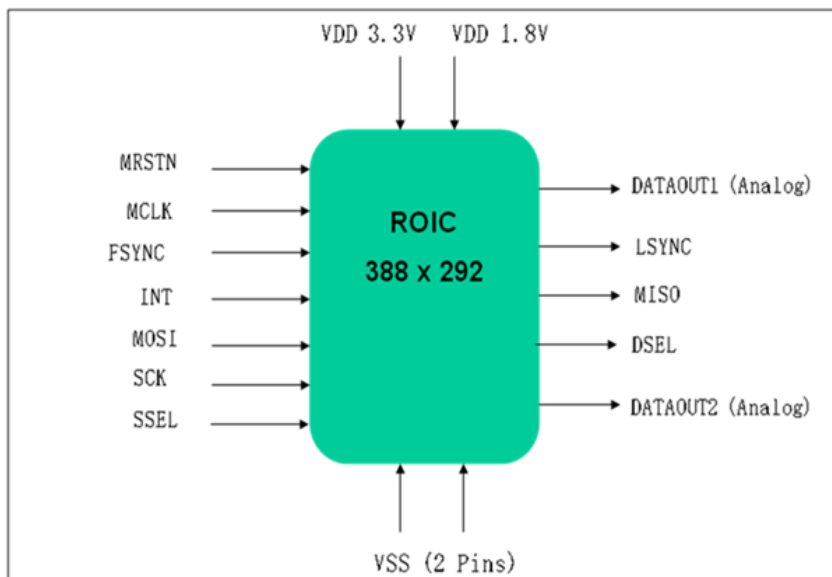 VDD 3.3V
VDD 1.8V
MRSTN
MCLK
FSYNC
INT
MOSI
SCK
SSEL
ROIC
388 x 292
DATAOUT1 (Analog)
LSYNC
MISO
DSEL
DATAOUT2 (Analog)
VSS (2 Pins)